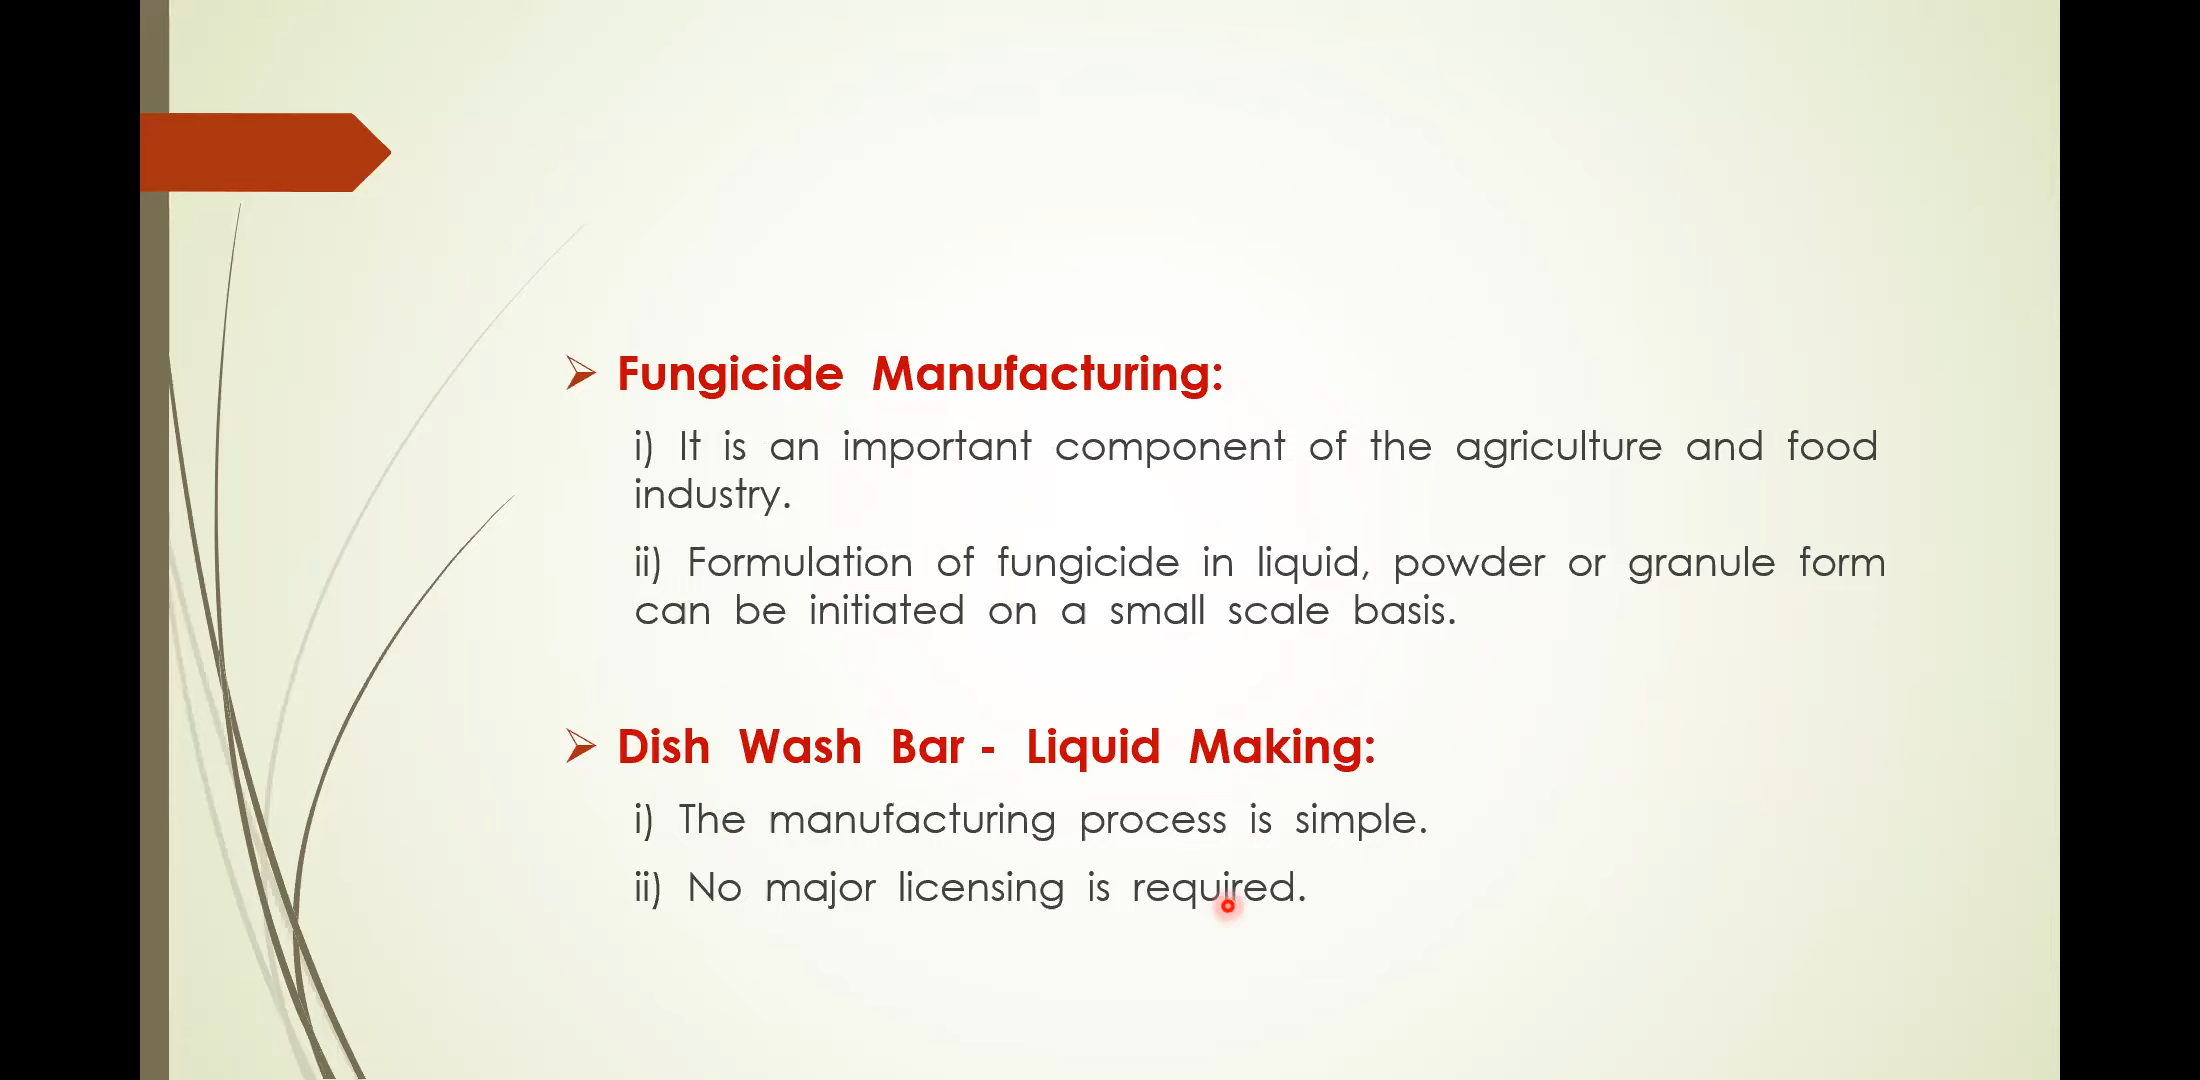 Fungicide Manufacturing:
i) It is an important component of the agriculture and food
industry.
ii) Formulation of fungicide in liquid, powder or granule form
can be initiated on a small scale basis.
Dish Wash Bar - Liquid Making:
i) The manufacturing process is simple.
ii) No major licensing is required.